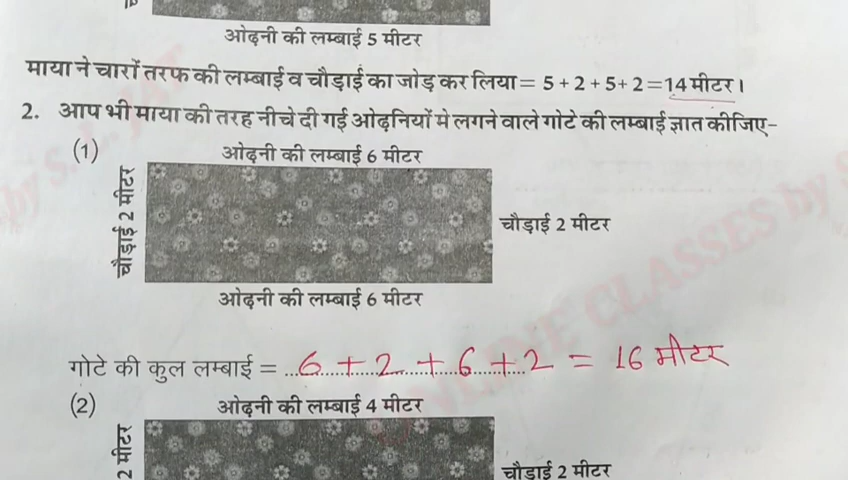 ओढ़नी की लम्बाई 5 मीटर
माया ने चारों तरफ की लम्बाई व चौड़ाई का जोड़ कर लिया = 5 + 2 + 5+ 2 = 14 मीटर।
2. आप भी माया की तरह नीचे दी गई ओढ़नियों मे लगने वाले गोटे की लम्बाई ज्ञात कीजिए–
(1)
ओढ़नी की लम्बाई 6 मीटर
चौड़ाई 2 मीटर
चौड़ाई 2 मीटर
ओढ़नी की लम्बाई 6 मीटर
गोटे की कुल लम्बाई = 6 + 2 + 6 + 2 = 16 मीटर
(2)
ओढ़नी की लम्बाई 4 मीटर
2 मीटर
चौड़ाई 2 मीटर